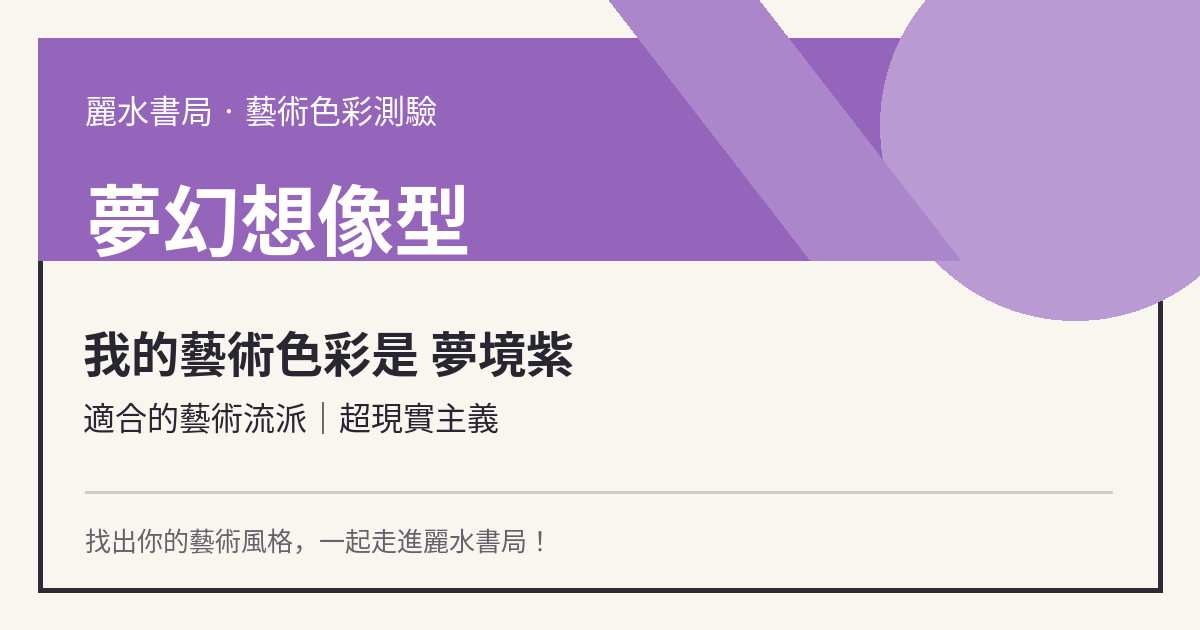 麗水書局 · 藝術色彩測驗
夢幻想像型
我的藝術色彩是 夢境紫
適合的藝術流派｜超現實主義
找出你的藝術風格，一起走進麗水書局！